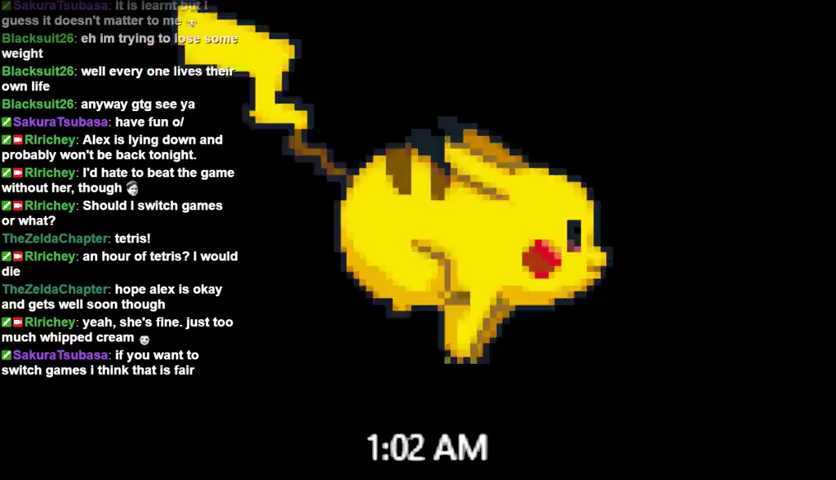 SakuraTsubasa: It is learnt but I
guess it doesn't matter to me
Blacksuit26: eh im trying to lose some
weight
Blacksuit26: well every one lives their
own life
Blacksuit26: anyway gtg see ya
SakuraTsubasa: have fun o/
Rlrichey: Alex is lying down and
probably won't be back tonight.
Rlrichey: I'd hate to beat the game
without her, though
Rlrichey: Should I switch games
or what?
TheZeldaChapter: tetris!
Rlrichey: an hour of tetris? I would
die
TheZeldaChapter: hope alex is okay
and gets well soon though
Rlrichey: yeah, she's fine. just too
much whipped cream
SakuraTsubasa: if you want to
switch games i think that is fair
1:02 AM